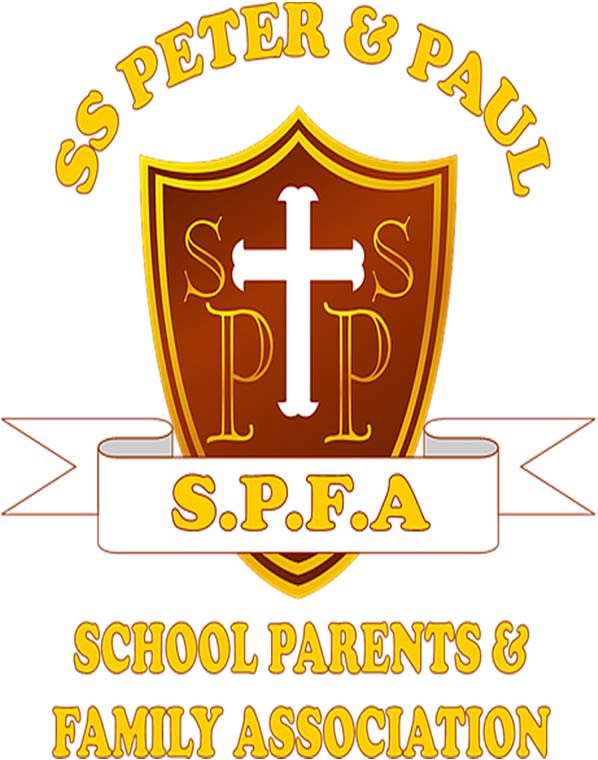 SS PETER & PAUL
S S
P P
S.P.F.A
SCHOOL PARENTS &
FAMILY ASSOCIATION